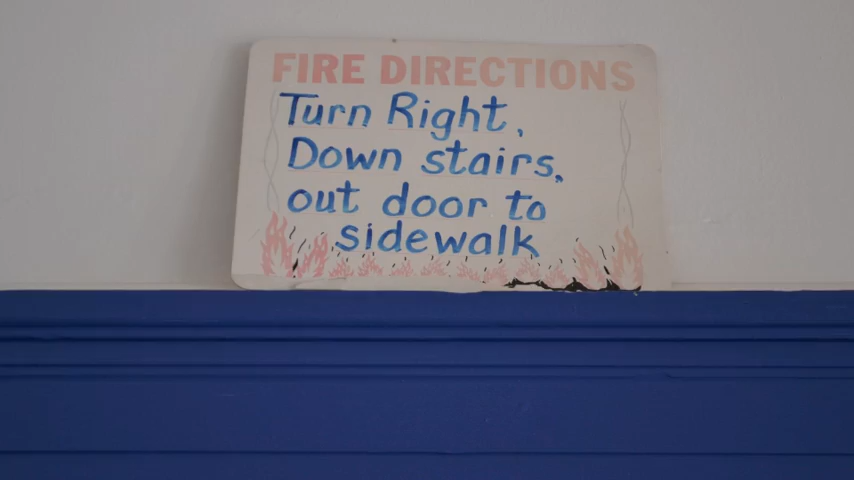 FIRE DIRECTIONS
Turn Right,
Down stairs,
out door to
sidewalk